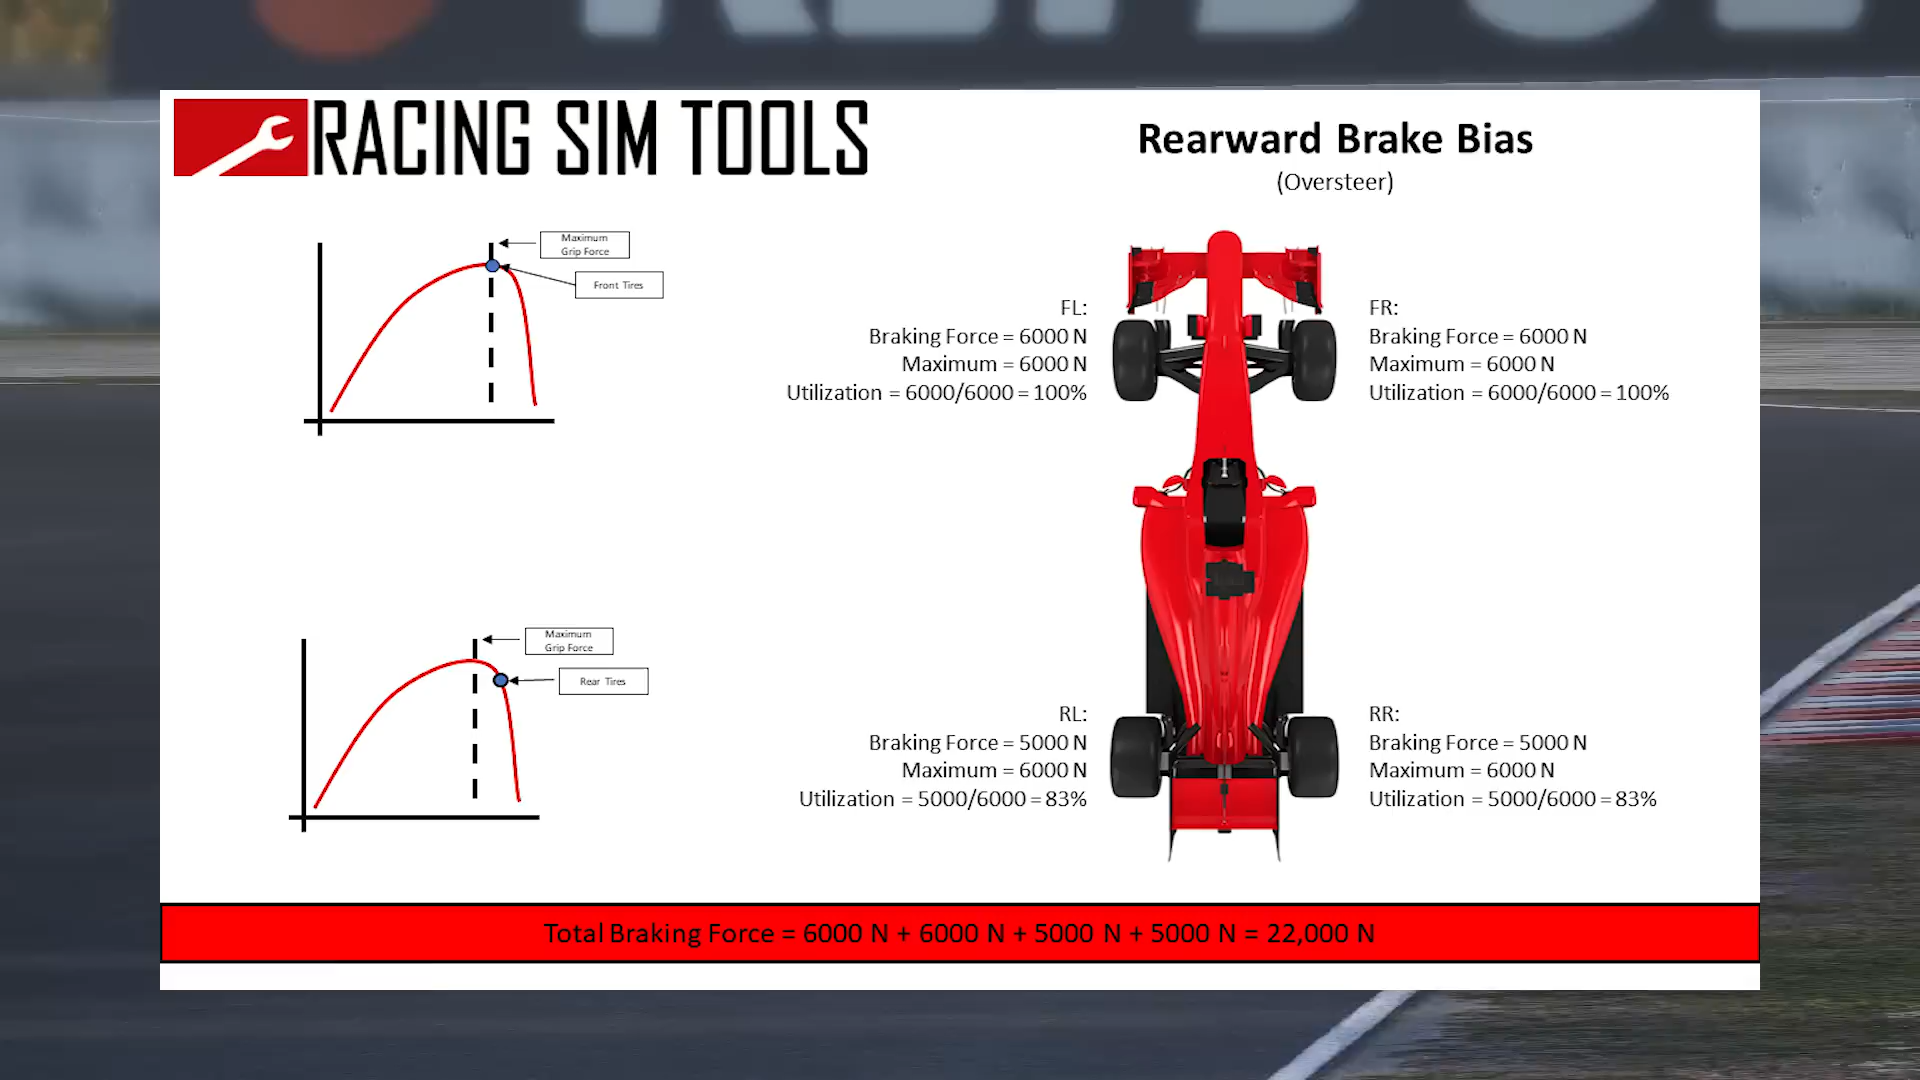 RACING SIM TOOLS
Rearward Brake Bias
(Oversteer)
Maximum
Grip Force
Front Tires
FL:
Braking Force = 6000 N
Maximum = 6000 N
Utilization = 6000/6000 = 100%
FR:
Braking Force = 6000 N
Maximum = 6000 N
Utilization = 6000/6000 = 100%
Maximum
Grip Force
Rear Tires
RL:
Braking Force = 5000 N
Maximum = 6000 N
Utilization = 5000/6000 = 83%
RR:
Braking Force = 5000 N
Maximum = 6000 N
Utilization = 5000/6000 = 83%
Total Braking Force = 6000 N + 6000 N + 5000 N + 5000 N = 22,000 N